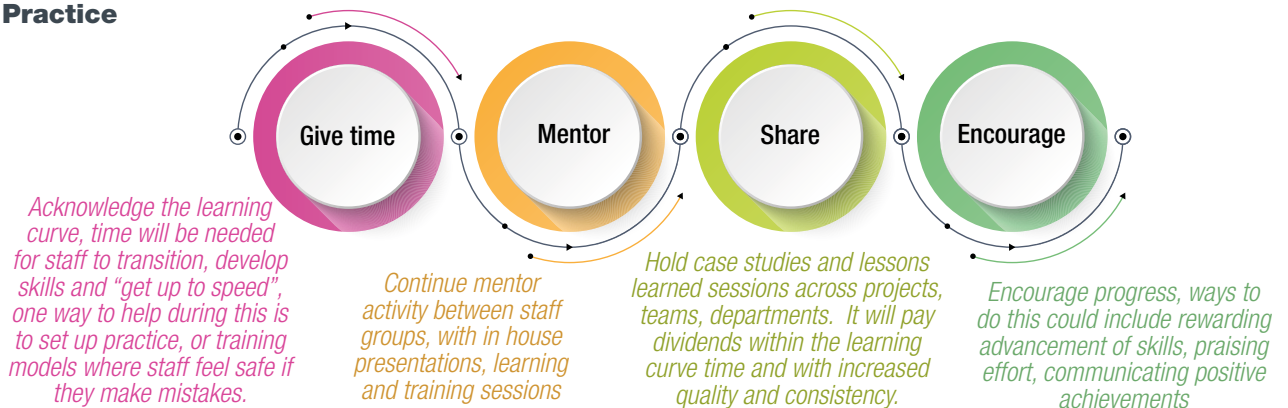 Practice
Give time
Mentor
Share
Encourage
Acknowledge the learning
curve, time will be needed
for staff to transition, develop
skills and “get up to speed”,
one way to help during this is
to set up practice, or training
models where staff feel safe if
they make mistakes.
Continue mentor
activity between staff
groups, with in house
presentations, learning
and training sessions
Hold case studies and lessons
learned sessions across projects,
teams, departments.  It will pay
dividends within the learning
curve time and with increased
quality and consistency.
Encourage progress, ways to
do this could include rewarding
advancement of skills, praising
effort, communicating positive
achievements